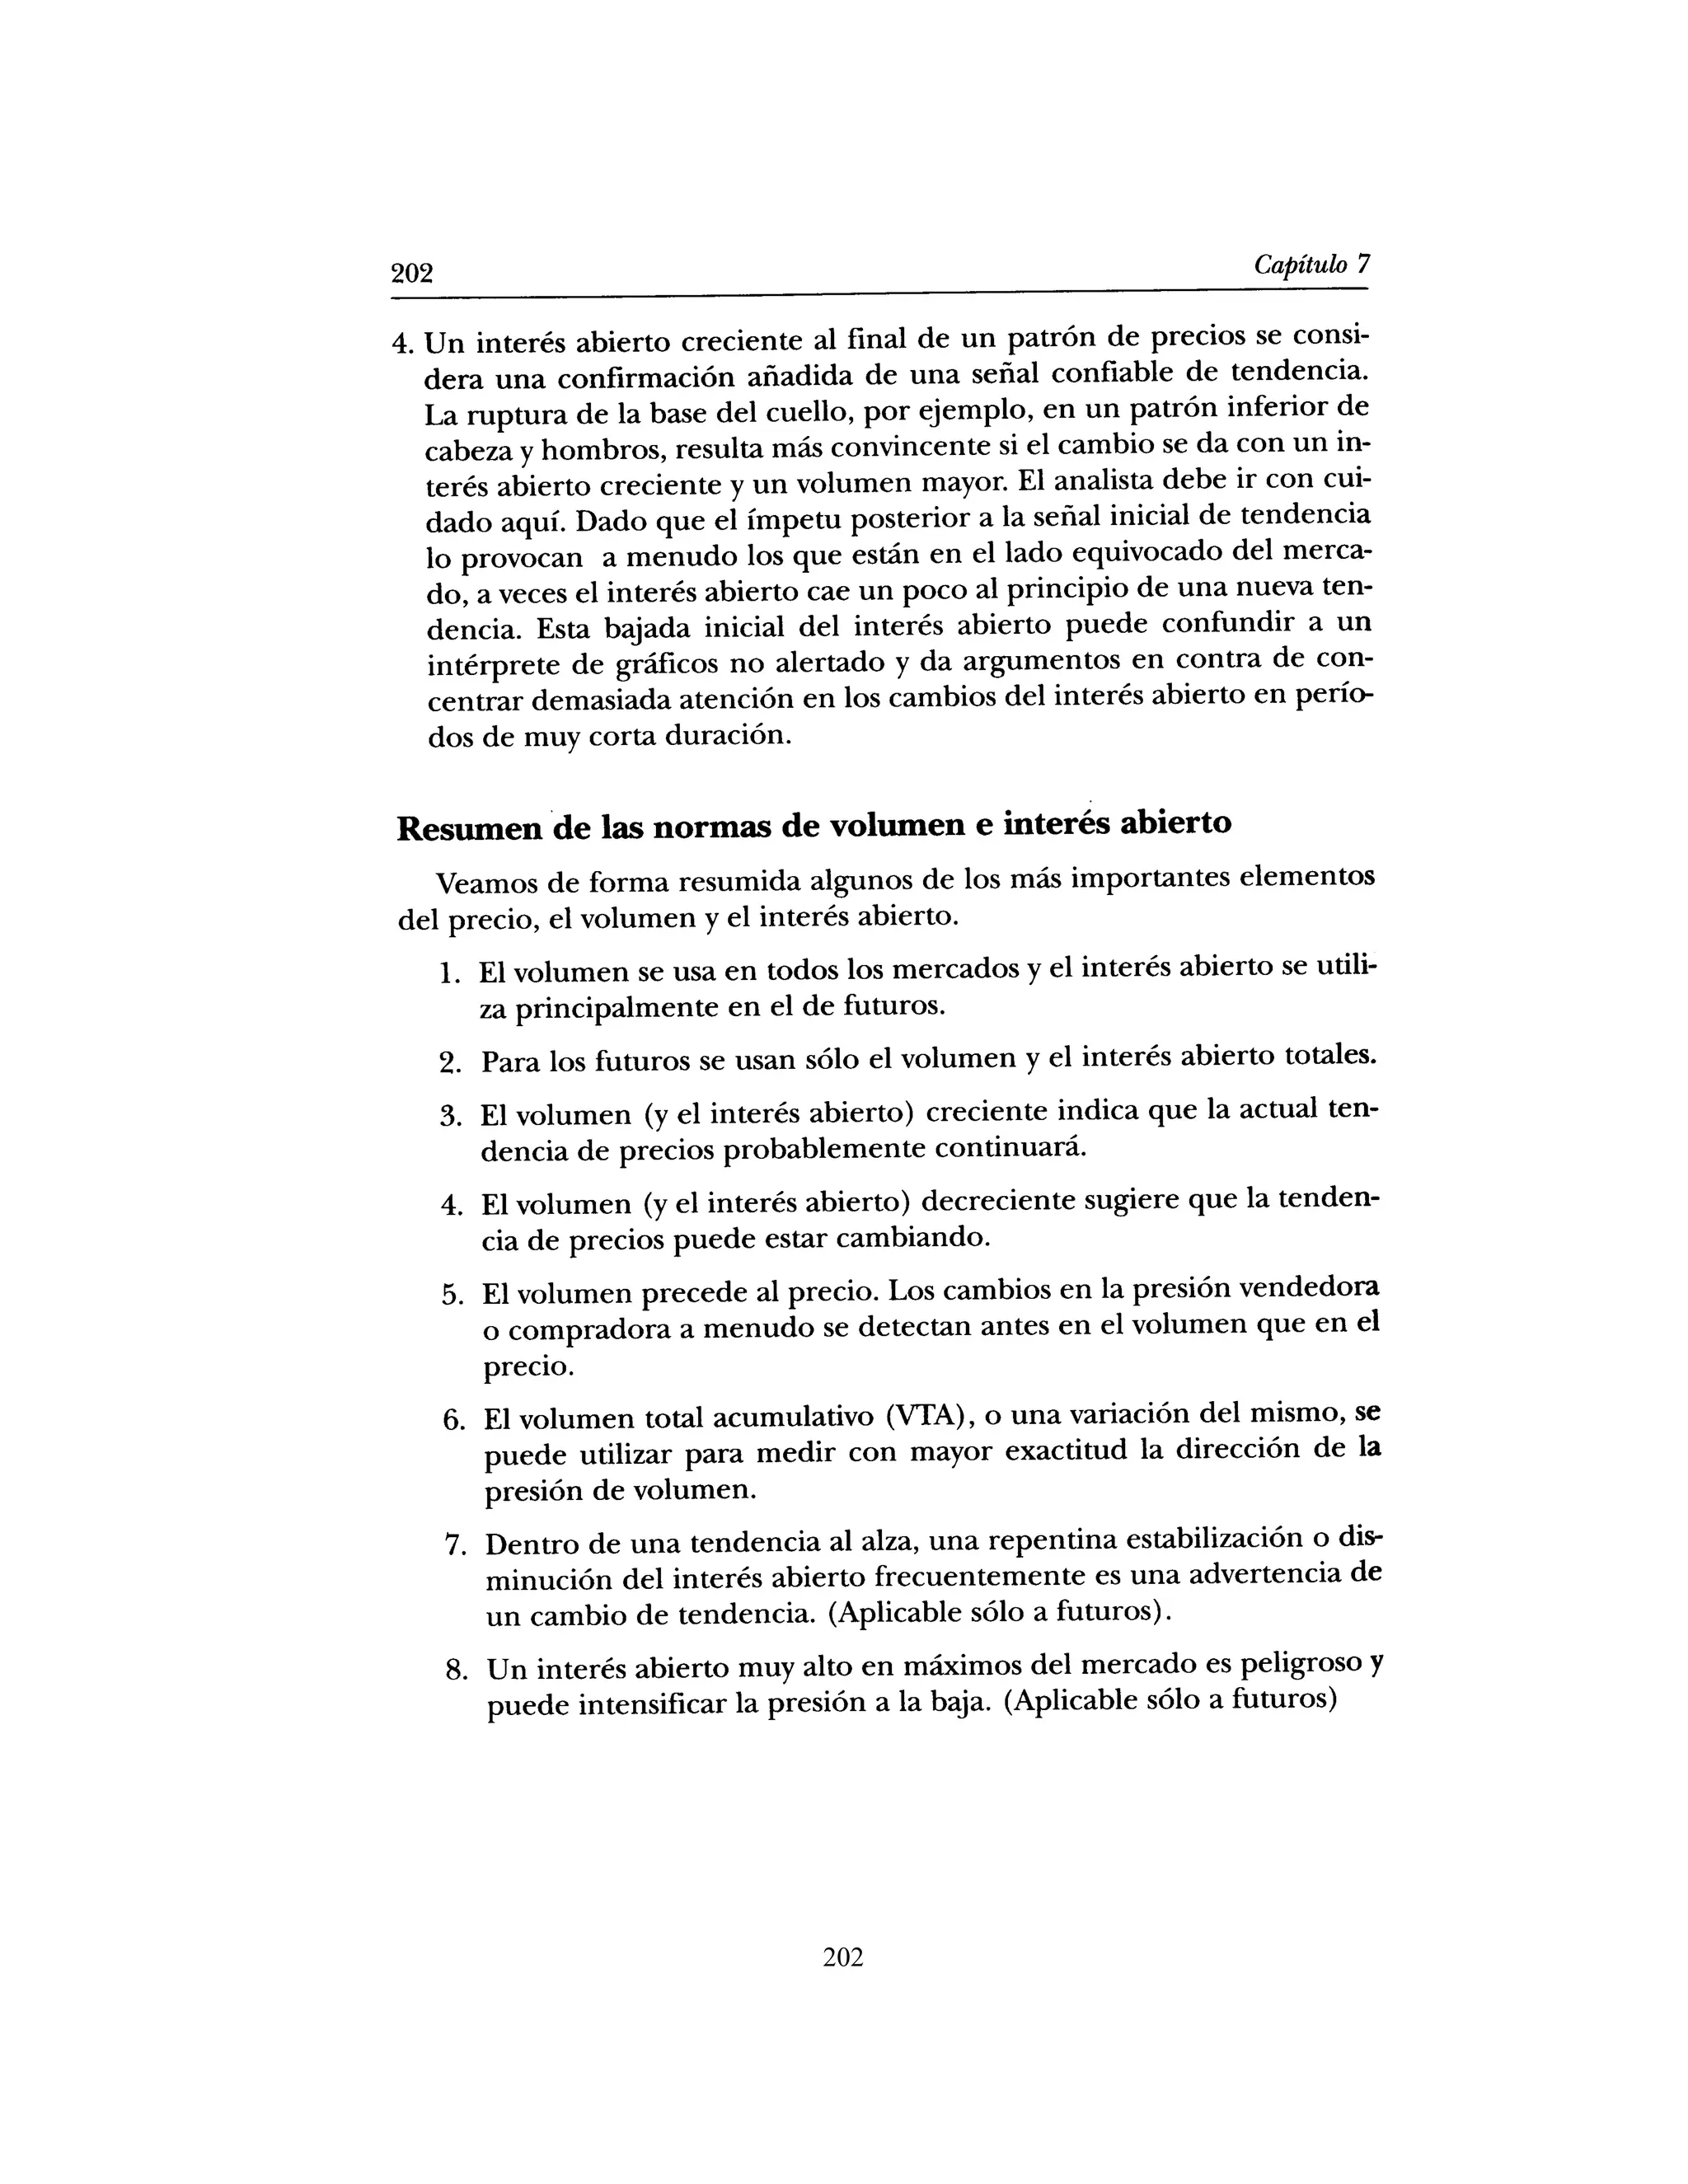 202
Capítulo 7
4. Un interés abierto creciente al final de un patrón de precios se consi-
dera una confirmación añadida de una señal confiable de tendencia.
La ruptura de la base del cuello, por ejemplo, en un patrón inferior de
cabeza y hombros, resulta más convincente si el cambio se da con un in-
terés abierto creciente y un volumen mayor. El analista debe ir con cui-
dado aquí. Dado que el ímpetu posterior a la señal inicial de tendencia
lo provocan a menudo los que están en el lado equivocado del merca-
do, a veces el interés abierto cae un poco al principio de una nueva ten-
dencia. Esta bajada inicial del interés abierto puede confundir a un
intérprete de gráficos no alertado y da argumentos en contra de con-
centrar demasiada atención en los cambios del interés abierto en perío-
dos de muy corta duración.
Resumen de las normas de volumen e interés abierto
Veamos de forma resumida algunos de los más importantes elementos
del precio, el volumen y el interés abierto.
1. El volumen se usa en todos los mercados y el interés abierto se utili-
za principalmente en el de futuros.
2. Para los futuros se usan sólo el volumen y el interés abierto totales.
3. El volumen (y el interés abierto) creciente indica que la actual ten-
dencia de precios probablemente continuará.
4. El volumen (y el interés abierto) decreciente sugiere que la tenden-
cia de precios puede estar cambiando.
5. El volumen precede al precio. Los cambios en la presión vendedora
o compradora a menudo se detectan antes en el volumen que en el
precio.
6. El volumen total acumulativo (VTA), o una variación del mismo, se
puede utilizar para medir con mayor exactitud la dirección de la
presión de volumen.
7. Dentro de una tendencia al alza, una repentina estabilización o dis-
minución del interés abierto frecuentemente es una advertencia de
un cambio de tendencia. (Aplicable sólo a futuros).
8. Un interés abierto muy alto en máximos del mercado es peligroso y
puede intensificar la presión a la baja. (Aplicable sólo a futuros)
202